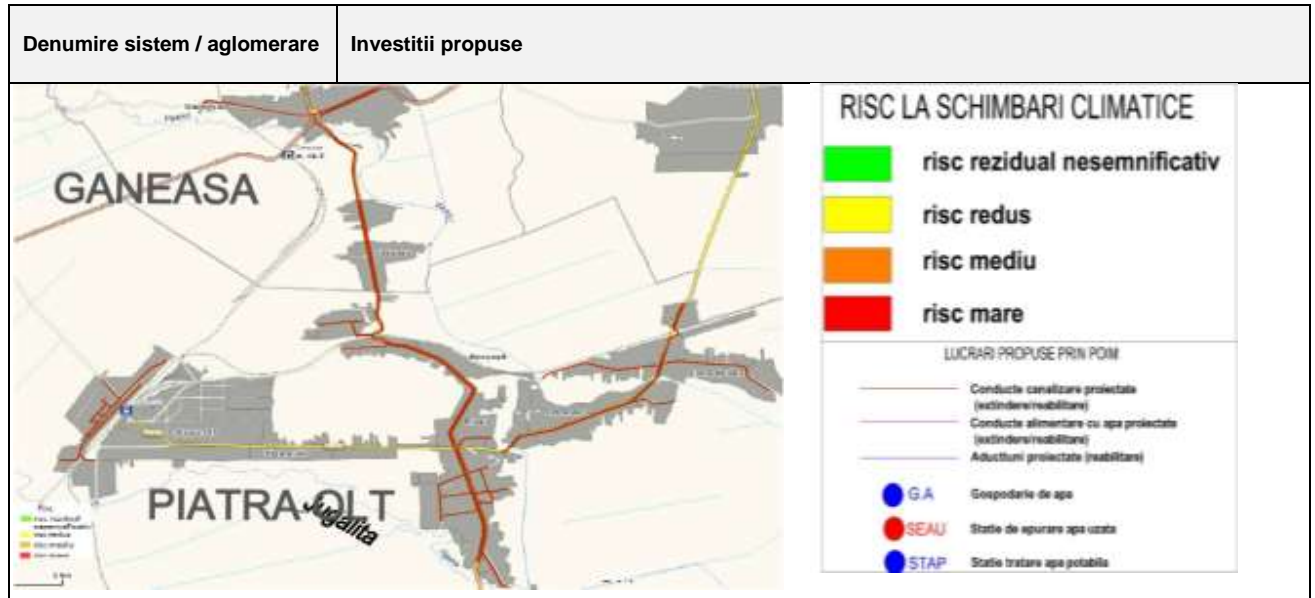 Denumire sistem / aglomerare
Investitii propuse
GANEASA
PIATRA-OLT
Jugalita
RISC LA SCHIMBARI CLIMATICE
risc rezidual nesemnificativ
risc redus
risc mediu
risc mare
LUCRARI PROPUSE PRIN POIM
Conducte canalizare proiectate
(extindere/reabilitare)
Conducte alimentare cu apa proiectate
(extindere/reabilitare)
Aductiuni proiectate (reabilitare)
G.A Gospodarie de apa
SEAU Statie de epurare apa uzata
STAP Statie tratare apa potabila